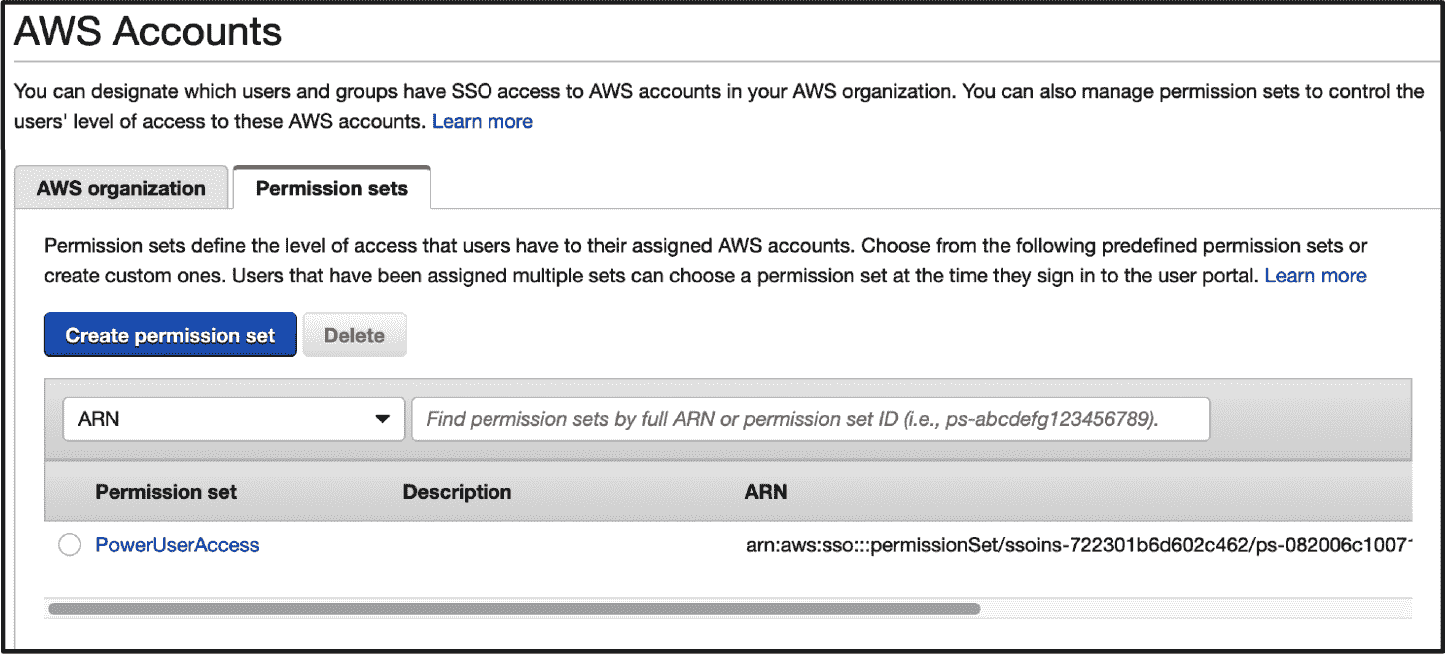 AWS Accounts
You can designate which users and groups have SSO access to AWS accounts in your AWS organization. You can also manage permission sets to control the
users' level of access to these AWS accounts. Learn more
AWS organization Permission sets
Permission sets define the level of access that users have to their assigned AWS accounts. Choose from the following predefined permission sets or
create custom ones. Users that have been assigned multiple sets can choose a permission set at the time they sign in to the user portal. Learn more
Create permission set Delete
ARN Find permission sets by full ARN or permission set ID (i.e., ps-abcdefg123456789).
Permission set Description ARN
PowerUserAccess arn:aws:sso:::permissionSet/ssoins-722301b6d602c462/ps-082006c1007